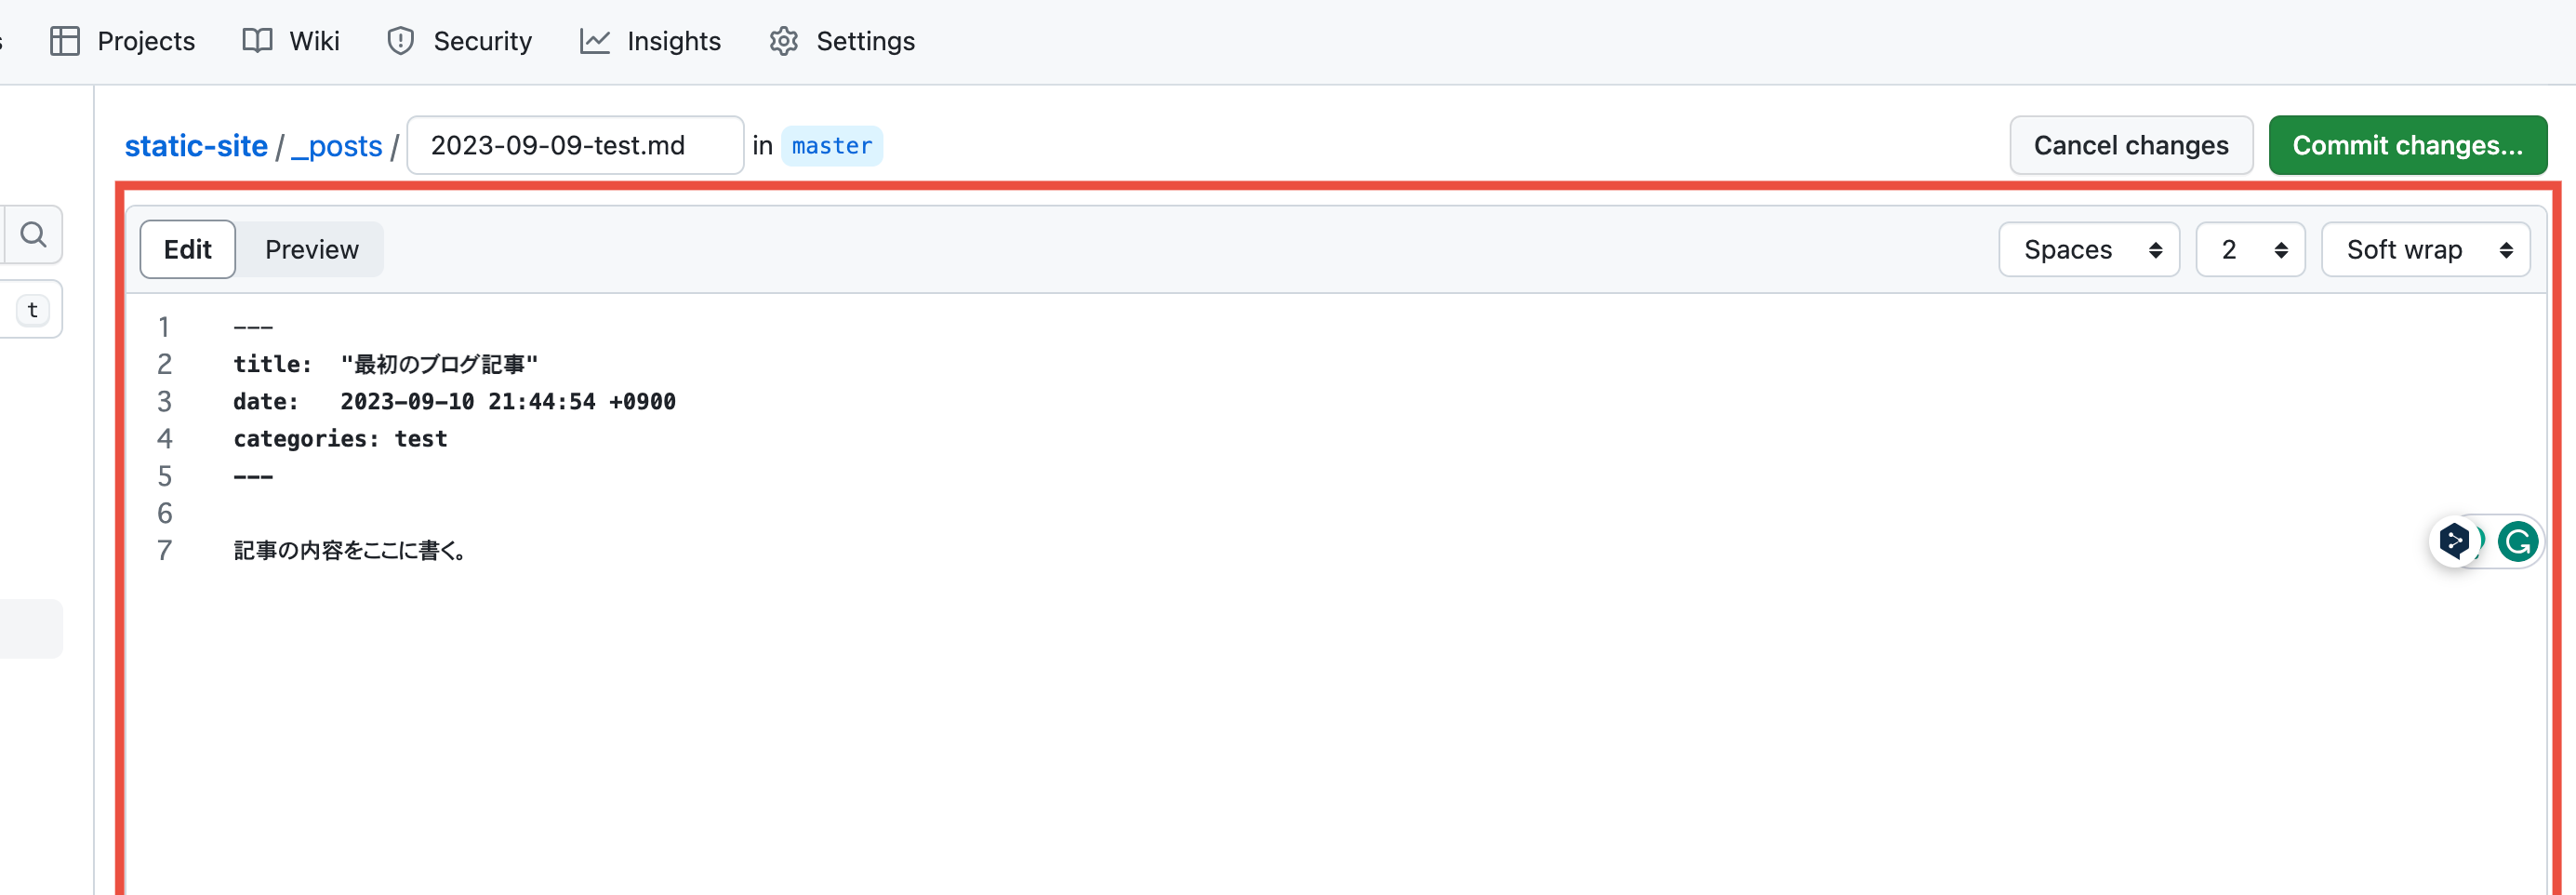 Projects Wiki Security Insights Settings
static-site / _posts / 2023-09-09-test.md in master Cancel changes Commit changes...
Edit Preview Spaces 2 Soft wrap
t
1 ---
2 title:  "最初のブログ記事"
3 date:   2023-09-10 21:44:54 +0900
4 categories: test
5 ---
6
7 記事の内容をここに書く。